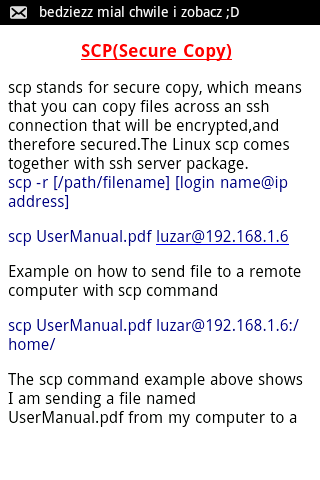 bedziezz mial chwile i zobacz ;D
SCP(Secure Copy)
scp stands for secure copy, which means
that you can copy files across an ssh
connection that will be encrypted,and
therefore secured.The Linux scp comes
together with ssh server package.
scp -r [/path/filename] [login name@ip
address]
scp UserManual.pdf luzar@192.168.1.6
Example on how to send file to a remote
computer with scp command
scp UserManual.pdf luzar@192.168.1.6:/
home/
The scp command example above shows
I am sending a file named
UserManual.pdf from my computer to a